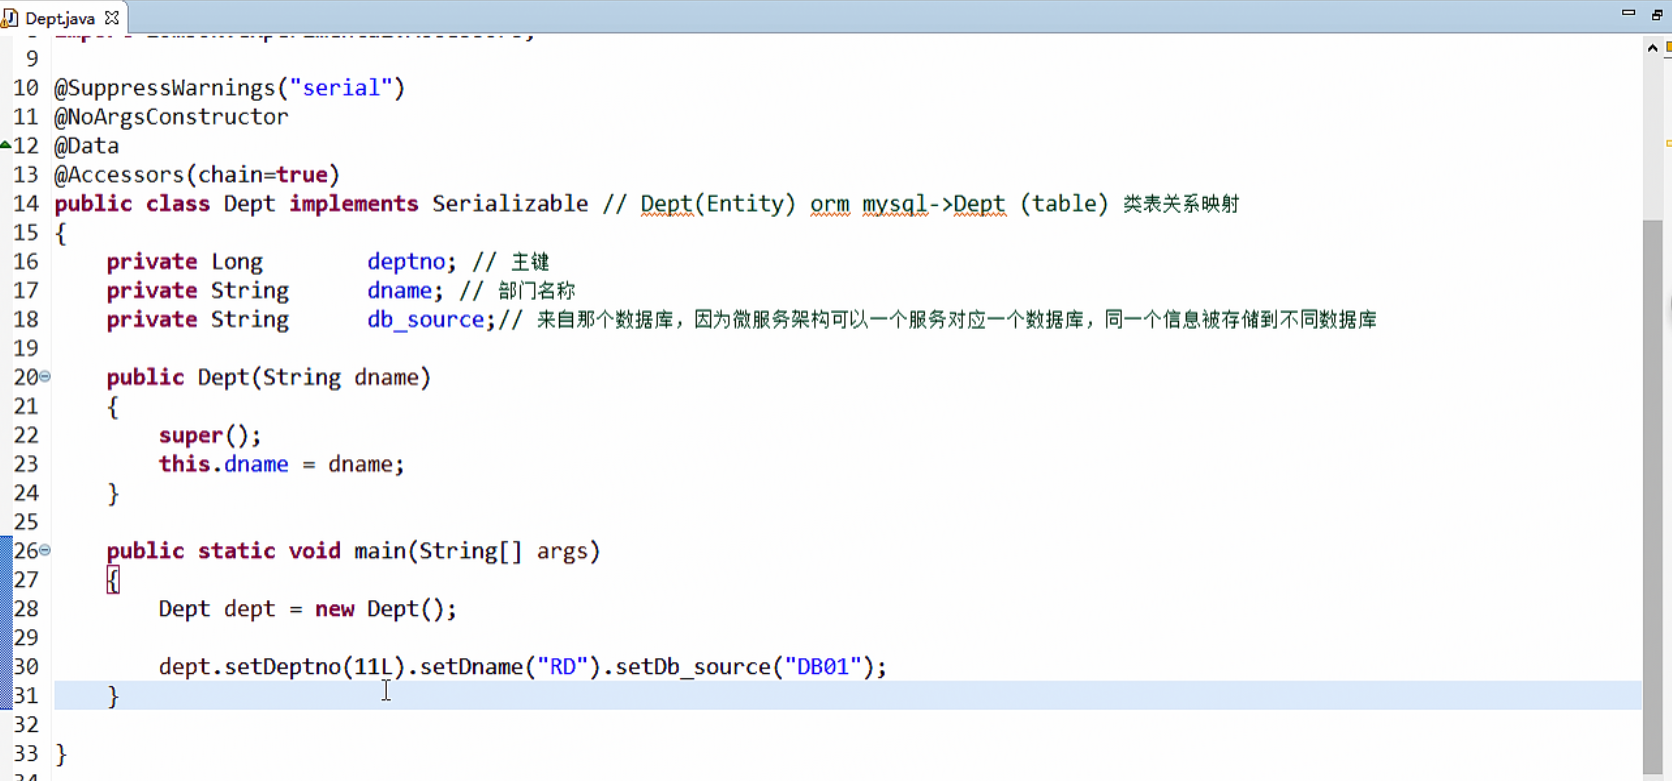 Dept.java
9
10 @SuppressWarnings("serial")
11 @NoArgsConstructor
12 @Data
13 @Accessors(chain=true)
14 public class Dept implements Serializable // Dept(Entity) orm mysql->Dept (table) 类表关系映射
15 {
16 private Long deptno; // 主键
17 private String dname; // 部门名称
18 private String db_source;// 来自那个数据库，因为微服务架构可以一个服务对应一个数据库，同一个信息被存储到不同数据库
19
20 public Dept(String dname)
21 {
22 super();
23 this.dname = dname;
24 }
25
26 public static void main(String[] args)
27 {
28 Dept dept = new Dept();
29
30 dept.setDeptno(11L).setDname("RD").setDb_source("DB01");
31 }
32
33 }